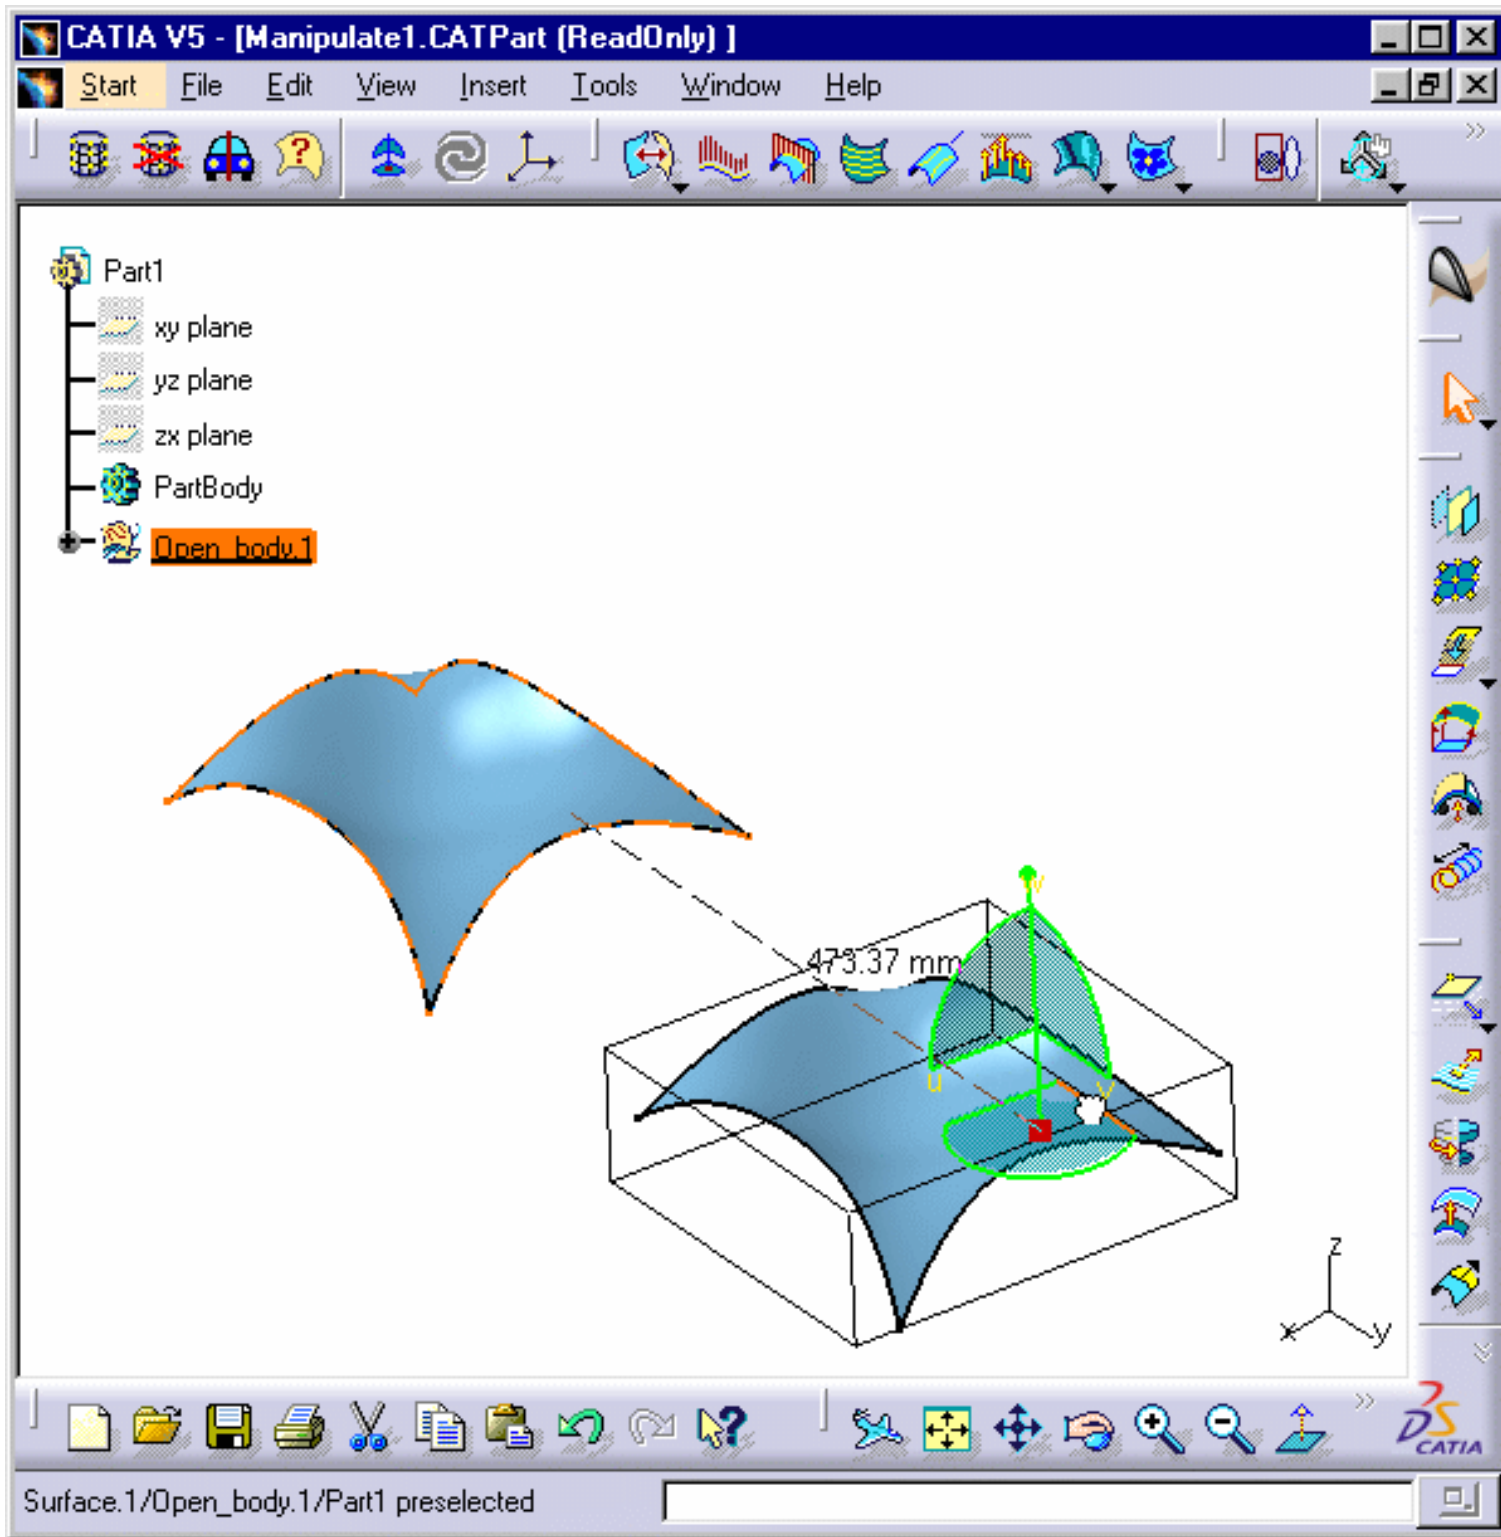 CATIA V5 - [Manipulate1.CATPart (ReadOnly) ]
Start File Edit View Insert Tools Window Help
Part1
xy plane
yz plane
zx plane
PartBody
Open_body.1
w
473.37 mm
u
v
z
x
y
DS
CATIA
Surface.1/Open_body.1/Part1 preselected